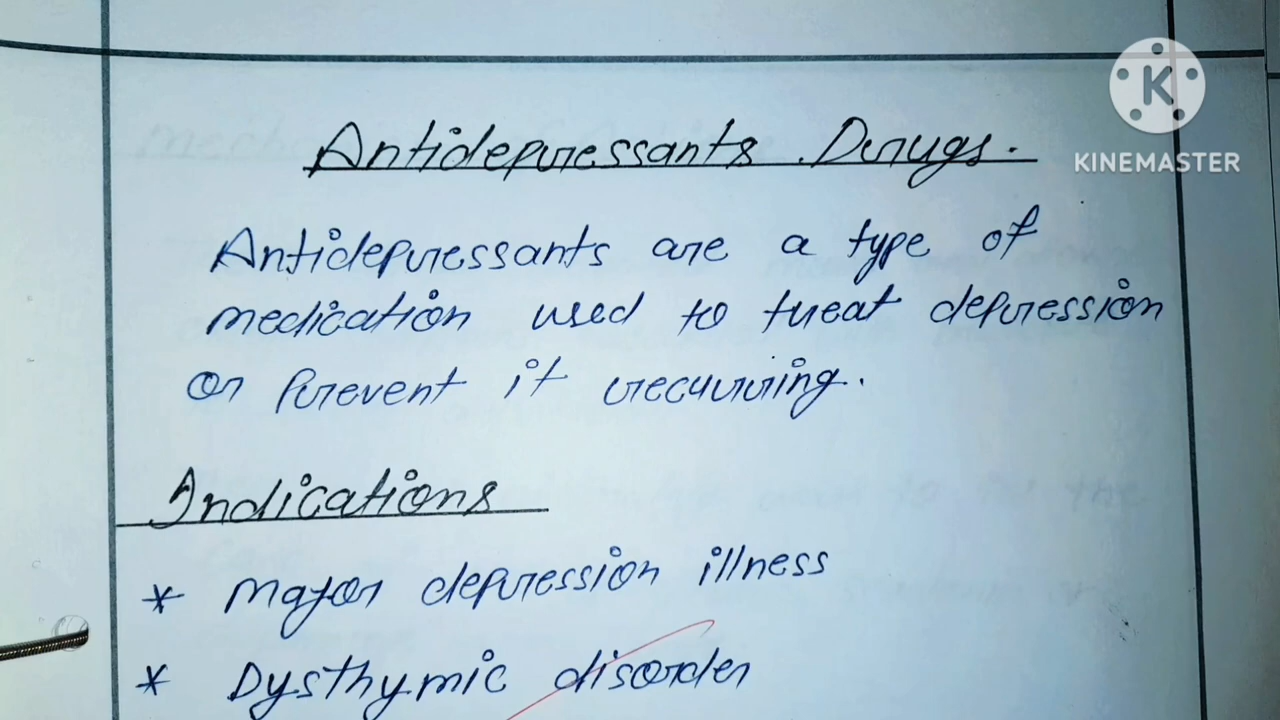 Antidepressants Drugs.
KINEMASTER
Antidepressants are a type of
medication used to treat depression
or prevent it recurring.
Indications
* Major depression illness
* Dysthymic disorder